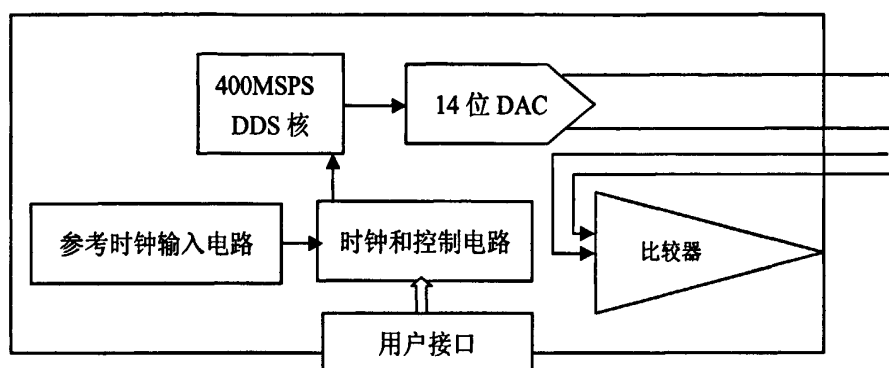 400MSPS
DDS 核
14 位 DAC
参考时钟输入电路
时钟和控制电路
比较器
用户接口